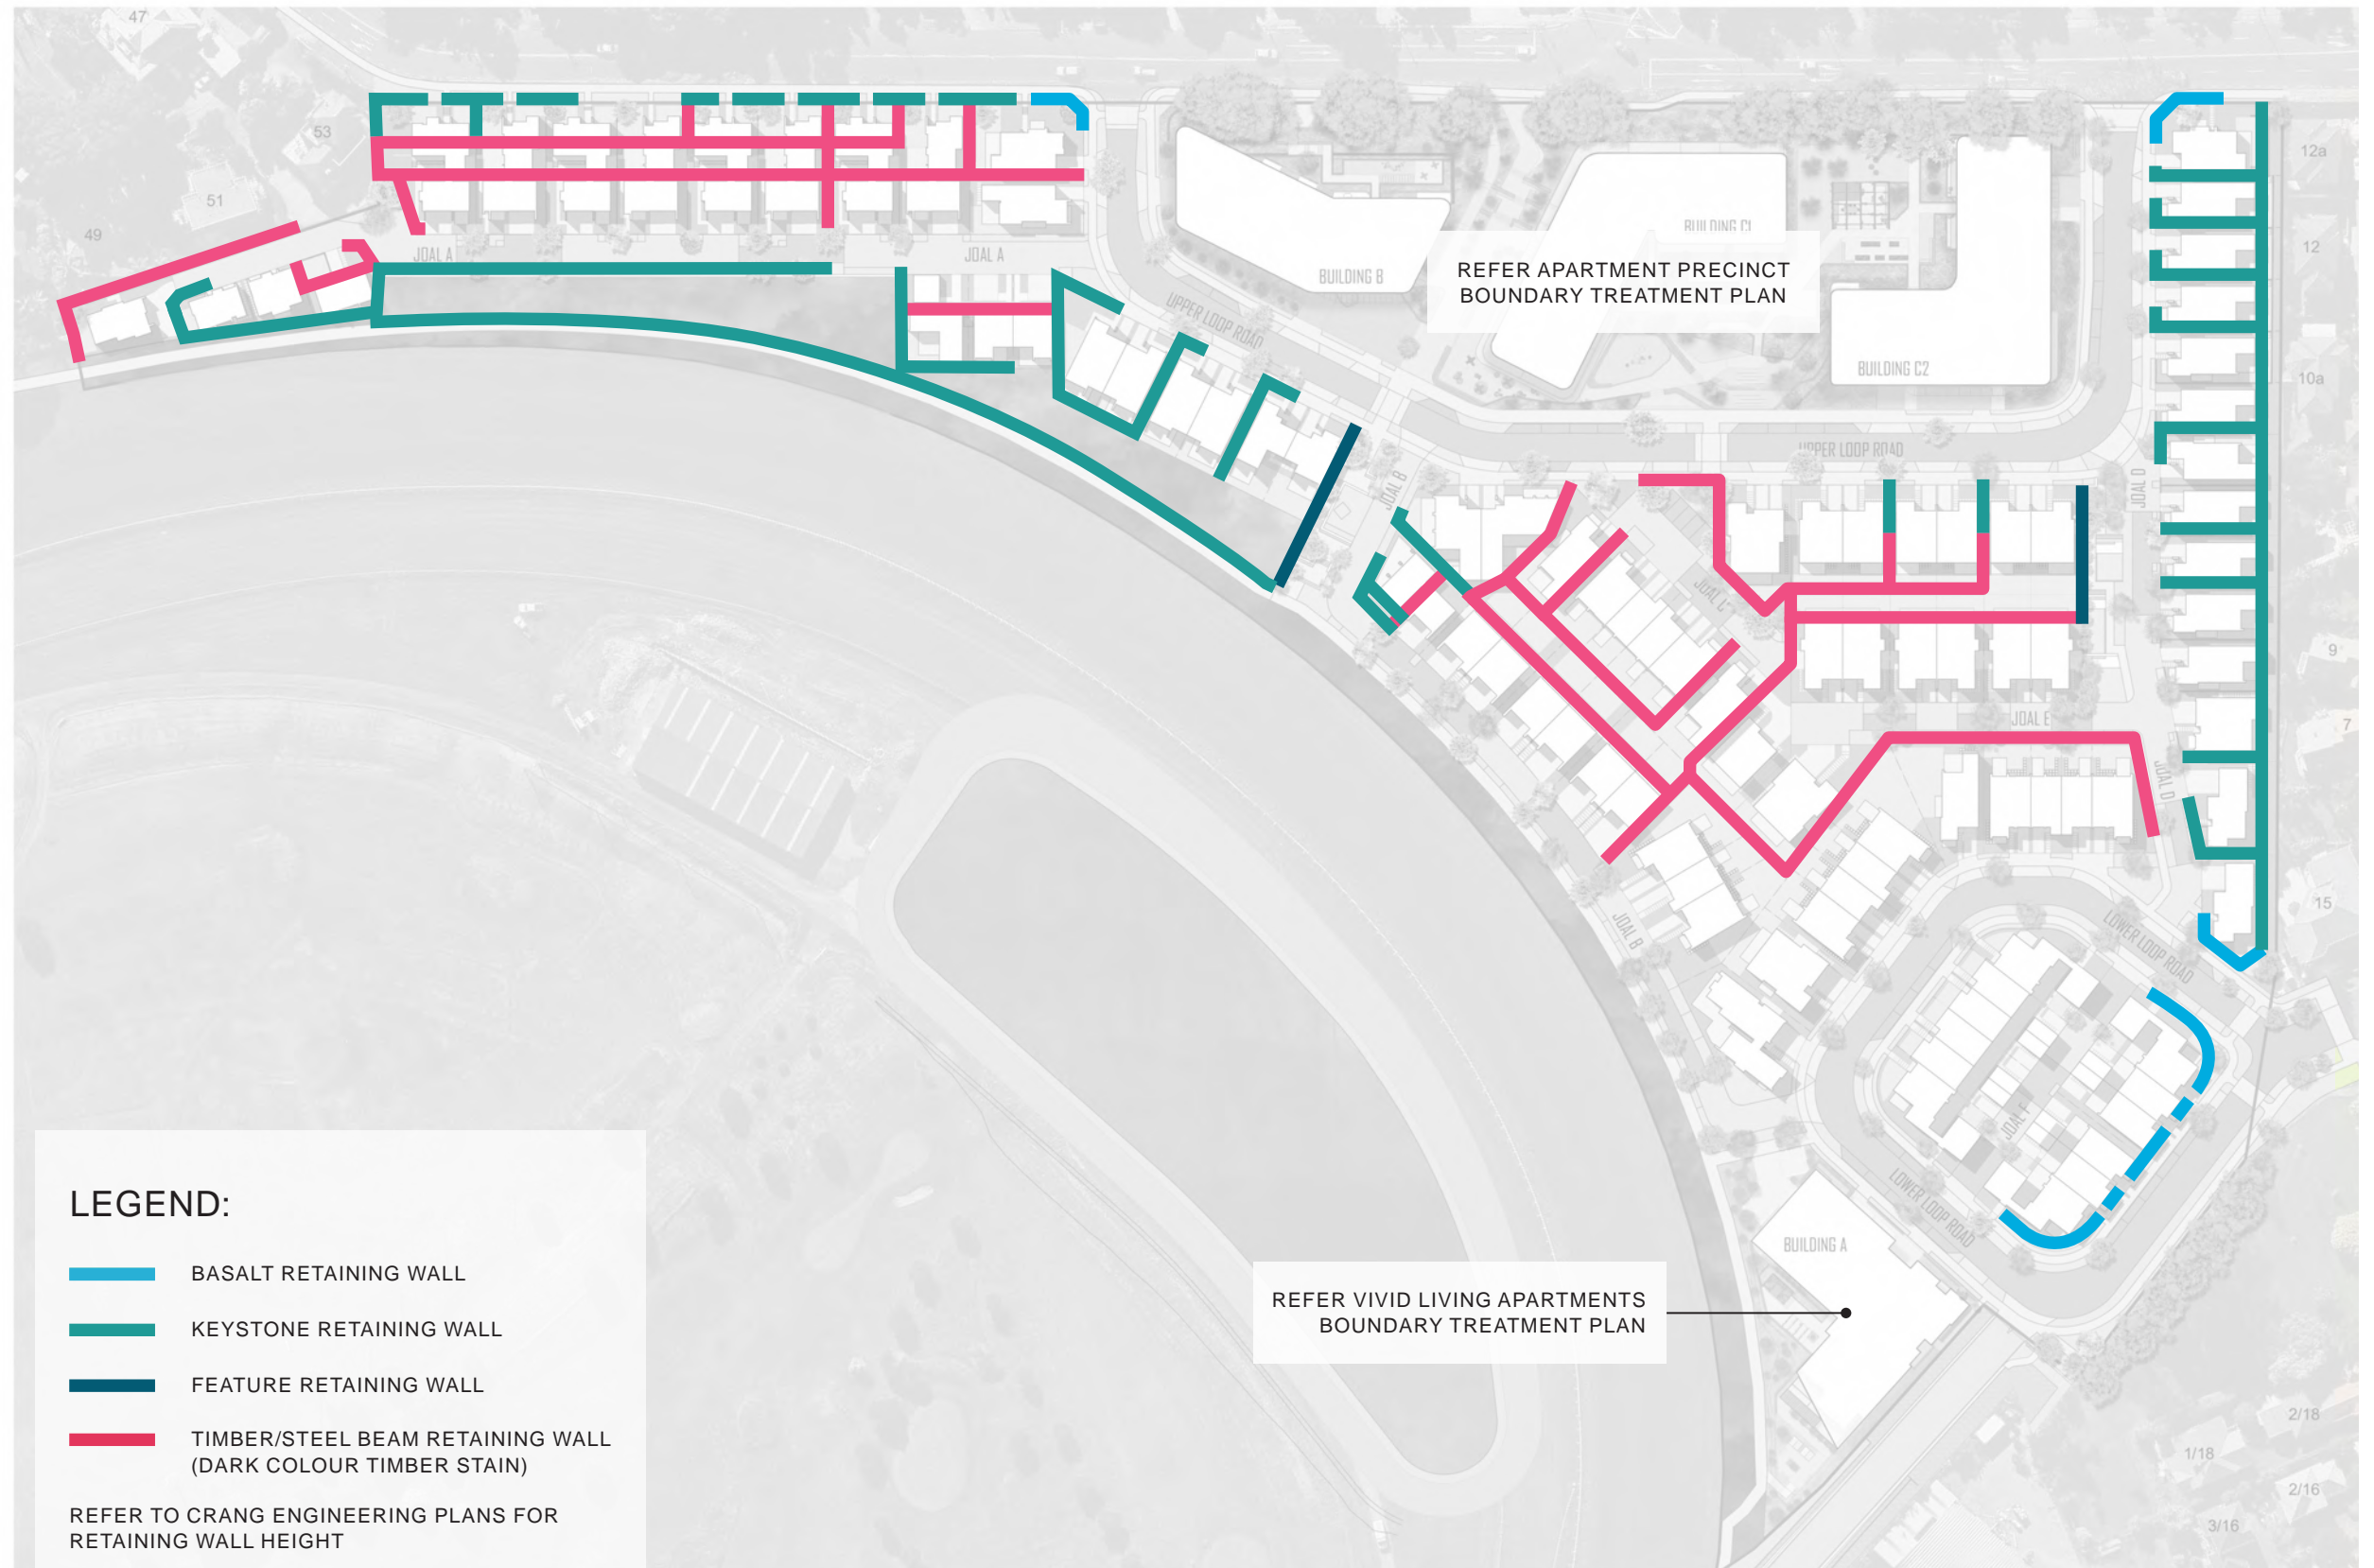 47
53
51
49
12a
12
10a
9
7
15
JOAL A
JOAL A
BUILDING B
BUILDING C1
REFER APARTMENT PRECINCT
BOUNDARY TREATMENT PLAN
BUILDING C2
UPPER LOOP ROAD
UPPER LOOP ROAD
JOAL B
JOAL C
JOAL D
JOAL E
JOAL D
JOAL B
LOWER LOOP ROAD
JOAL F
LOWER LOOP ROAD
BUILDING A
REFER VIVID LIVING APARTMENTS
BOUNDARY TREATMENT PLAN
2/18
1/18
2/16
3/16
LEGEND:
BASALT RETAINING WALL
KEYSTONE RETAINING WALL
FEATURE RETAINING WALL
TIMBER/STEEL BEAM RETAINING WALL
(DARK COLOUR TIMBER STAIN)
REFER TO CRANG ENGINEERING PLANS FOR
RETAINING WALL HEIGHT